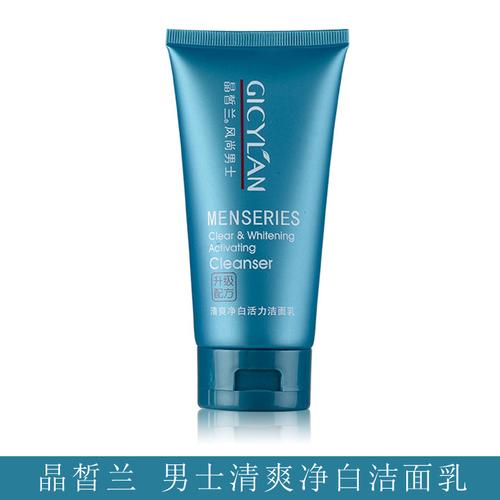 GICYLAN
晶皙兰® 风尚男士
MENSERIES
Clear & Whitening
Activating
Cleanser
升级
配方
清爽净白活力洁面乳
晶皙兰 男士清爽净白洁面乳